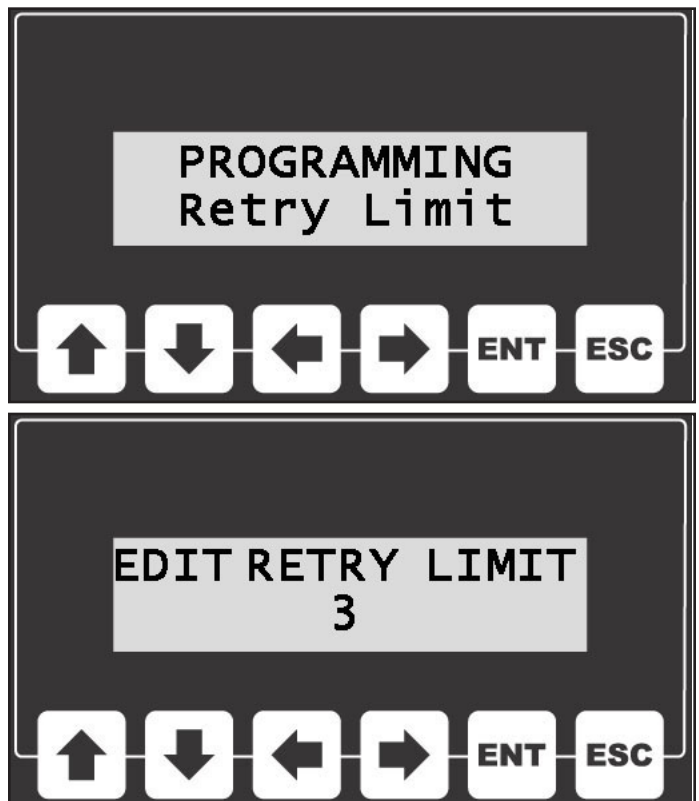 PROGRAMMING
Retry Limit
ENT ESC
EDIT RETRY LIMIT
3
ENT ESC